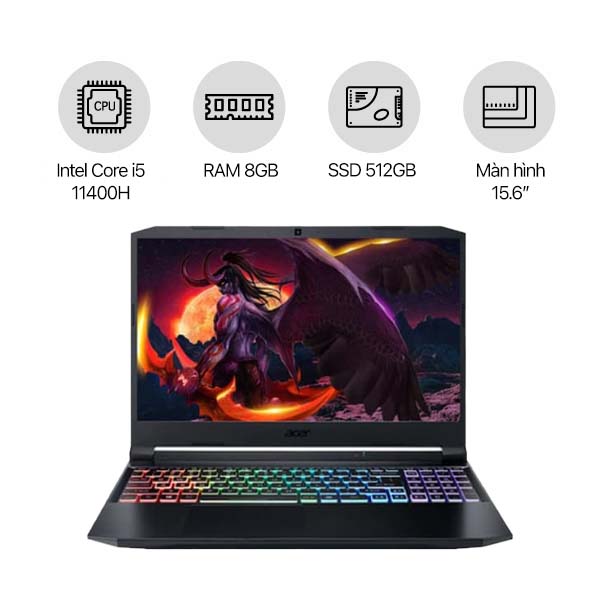 CPU
Intel Core i5
11400H
RAM 8GB
SSD 512GB
Màn hình
15.6”
acer